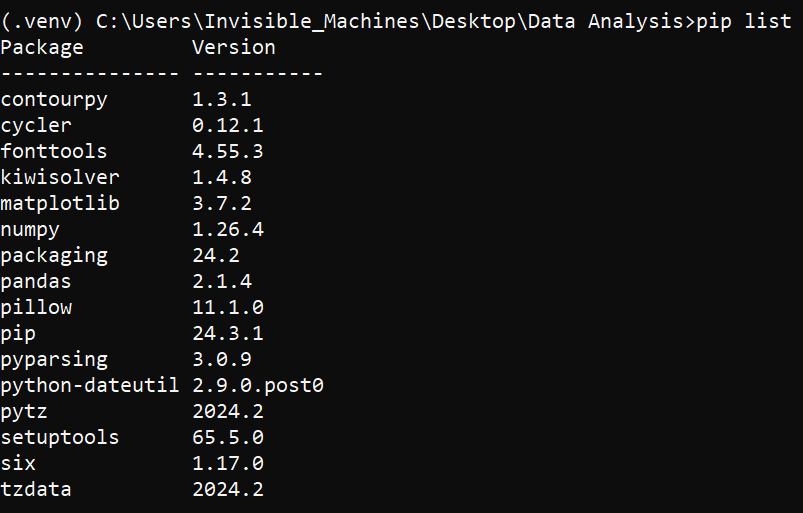 (.venv) C:\Users\Invisible_Machines\Desktop\Data Analysis>pip list
Package         Version
--------------- -----------
contourpy       1.3.1
cycler          0.12.1
fonttools       4.55.3
kiwisolver      1.4.8
matplotlib      3.7.2
numpy           1.26.4
packaging       24.2
pandas          2.1.4
pillow          11.1.0
pip             24.3.1
pyparsing       3.0.9
python-dateutil 2.9.0.post0
pytz            2024.2
setuptools      65.5.0
six             1.17.0
tzdata          2024.2